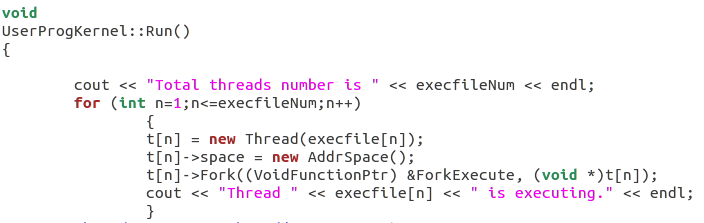 void
UserProgKernel::Run()
{
cout << "Total threads number is " << execfileNum << endl;
for (int n=1;n<=execfileNum;n++)
{
t[n] = new Thread(execfile[n]);
t[n]->space = new AddrSpace();
t[n]->Fork((VoidFunctionPtr) &ForkExecute, (void *)t[n]);
cout << "Thread " << execfile[n] << " is executing." << endl;
}